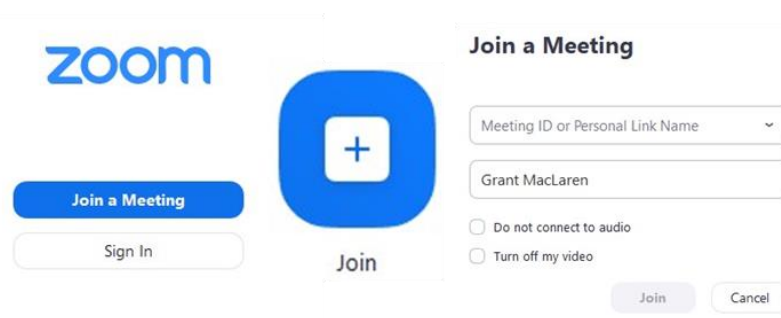 zoom
Join a Meeting
Sign In
Join
Join a Meeting
Meeting ID or Personal Link Name
Grant MacLaren
Do not connect to audio
Turn off my video
Join Cancel